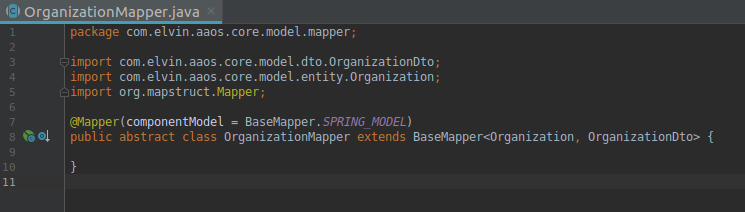 OrganizationMapper.java
1 package com.elvin.aaos.core.model.mapper;
2
3 import com.elvin.aaos.core.model.dto.OrganizationDto;
4 import com.elvin.aaos.core.model.entity.Organization;
5 import org.mapstruct.Mapper;
6
7 @Mapper(componentModel = BaseMapper.SPRING_MODEL)
8 public abstract class OrganizationMapper extends BaseMapper<Organization, OrganizationDto> {
9
10 }
11